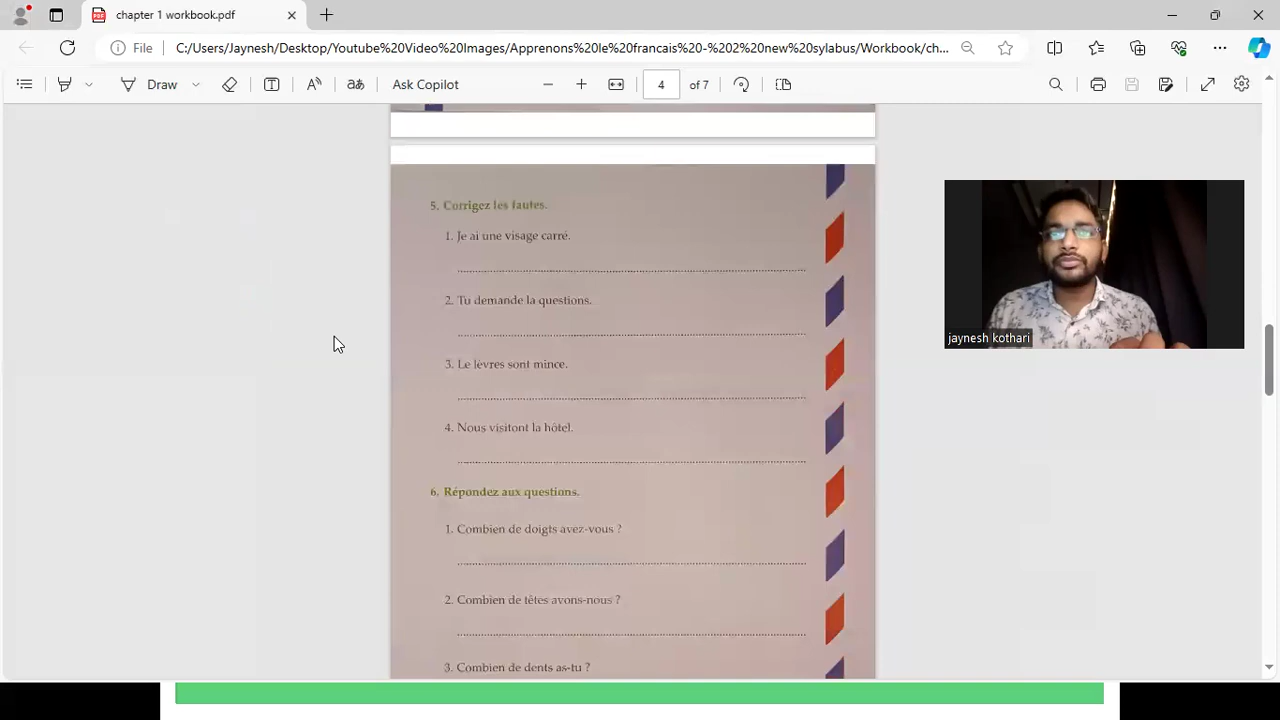 chapter 1 workbook.pdf
File
C:/Users/Jaynesh/Desktop/Youtube%20Video%20Images/Apprenons%20le%20francais%20-%202%20new%20sylabus/Workbook/ch...
Draw
aあ
Ask Copilot
4
of 7
5. Corrigez les fautes.
1. Je ai une visage carré.
2. Tu demande la questions.
3. Le lèvres sont mince.
4. Nous visitont la hôtel.
6. Répondez aux questions.
1. Combien de doigts avez-vous ?
2. Combien de têtes avons-nous ?
3. Combien de dents as-tu ?
jaynesh kothari